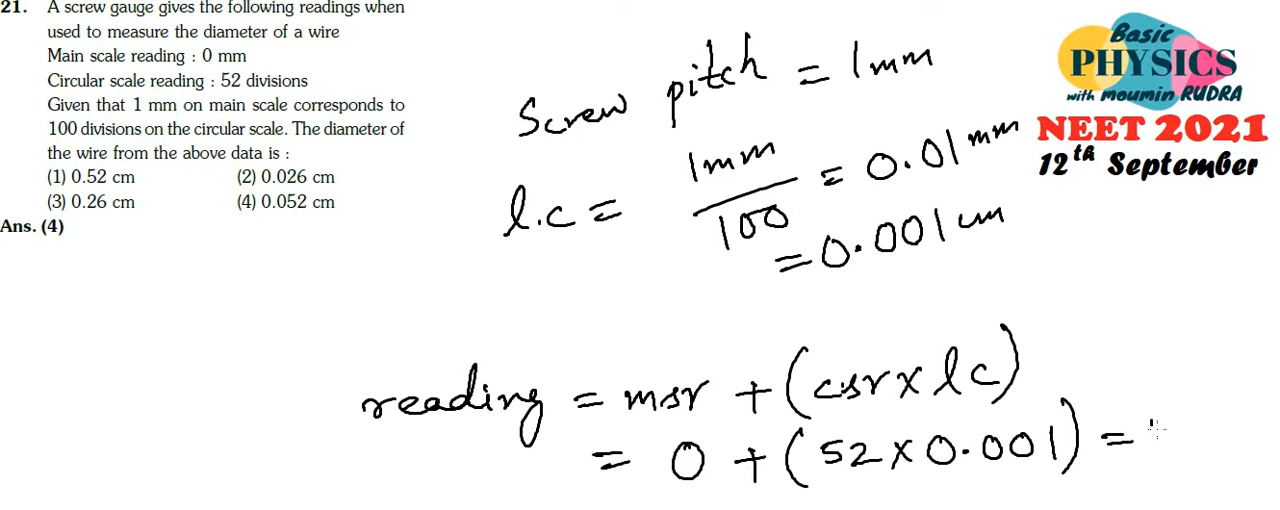 21. A screw gauge gives the following readings when
used to measure the diameter of a wire
Main scale reading : 0 mm
Circular scale reading : 52 divisions
Given that 1 mm on main scale corresponds to
100 divisions on the circular scale. The diameter of
the wire from the above data is :
(1) 0.52 cm (2) 0.026 cm
(3) 0.26 cm (4) 0.052 cm
Ans. (4)
Screw pitch = 1mm
l.c = 1mm/100 = 0.01mm
= 0.001cm
reading = msr + (csr x lc)
= 0 + (52 x 0.001) =
Basic
PHYSICS
with moumin RUDRA
NEET 2021
12th September